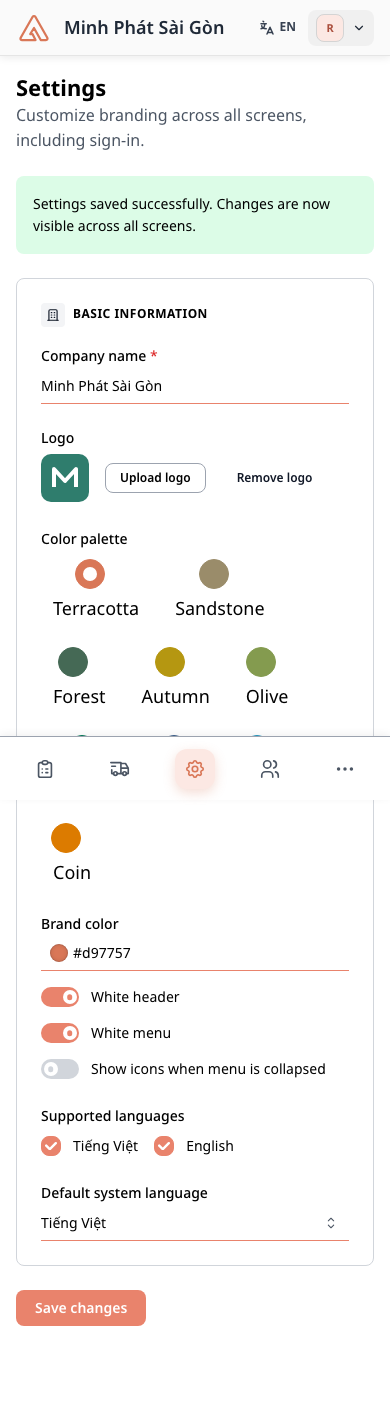 Minh Phát Sài Gòn
EN
R
Settings
Customize branding across all screens,
including sign-in.
Settings saved successfully. Changes are now
visible across all screens.
BASIC INFORMATION
Company name *
Minh Phát Sài Gòn
Logo
M
Upload logo
Remove logo
Color palette
Terracotta
Sandstone
Forest
Autumn
Olive
Coin
Brand color
#d97757
White header
White menu
Show icons when menu is collapsed
Supported languages
Tiếng Việt
English
Default system language
Tiếng Việt
Save changes